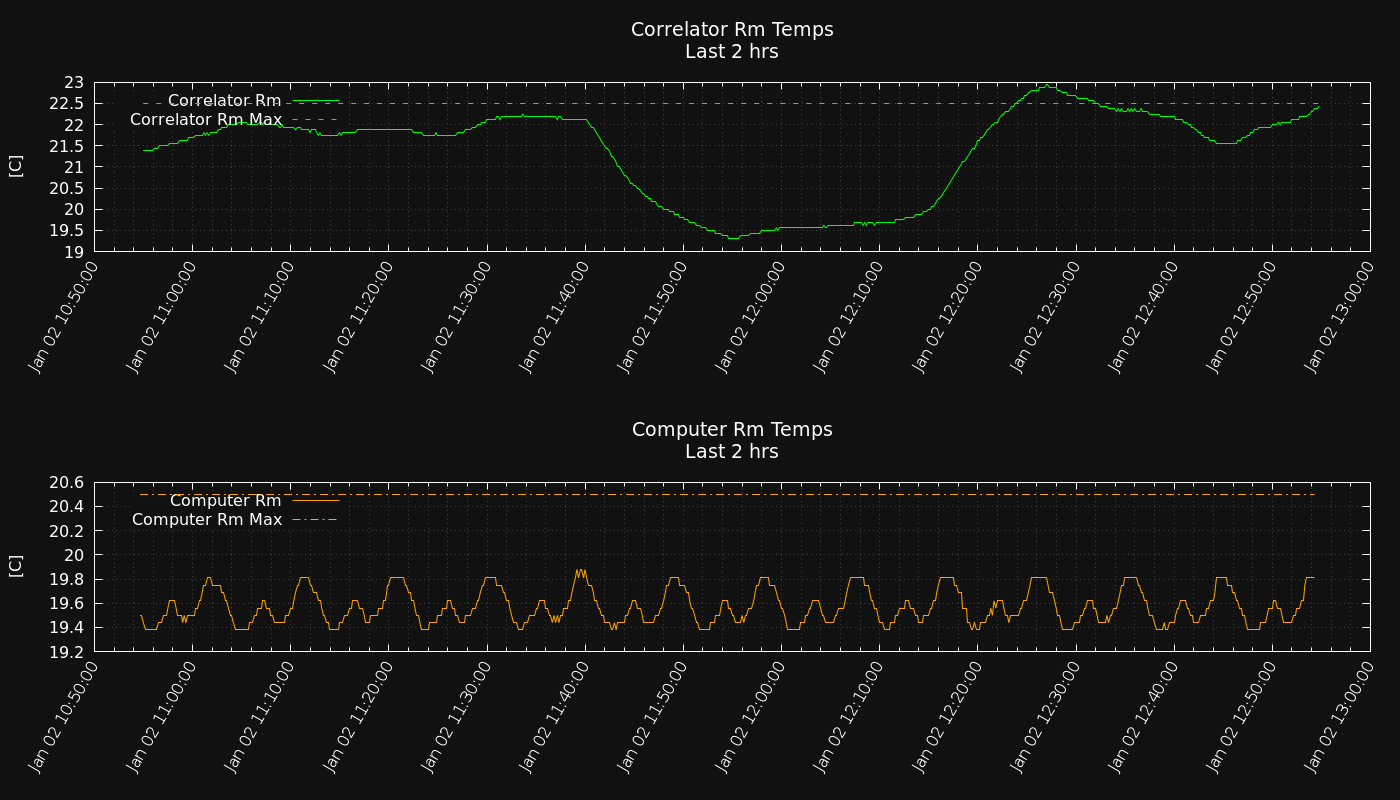 Correlator Rm Temps
Last 2 hrs
23
22.5
22
21.5
21
20.5
20
19.5
19
[C]
Correlator Rm
Correlator Rm Max
Jan 02 10:50:00
Jan 02 11:00:00
Jan 02 11:10:00
Jan 02 11:20:00
Jan 02 11:30:00
Jan 02 11:40:00
Jan 02 11:50:00
Jan 02 12:00:00
Jan 02 12:10:00
Jan 02 12:20:00
Jan 02 12:30:00
Jan 02 12:40:00
Jan 02 12:50:00
Jan 02 13:00:00
Computer Rm Temps
Last 2 hrs
20.6
20.4
20.2
20
19.8
19.6
19.4
19.2
[C]
Computer Rm
Computer Rm Max
Jan 02 10:50:00
Jan 02 11:00:00
Jan 02 11:10:00
Jan 02 11:20:00
Jan 02 11:30:00
Jan 02 11:40:00
Jan 02 11:50:00
Jan 02 12:00:00
Jan 02 12:10:00
Jan 02 12:20:00
Jan 02 12:30:00
Jan 02 12:40:00
Jan 02 12:50:00
Jan 02 13:00:00